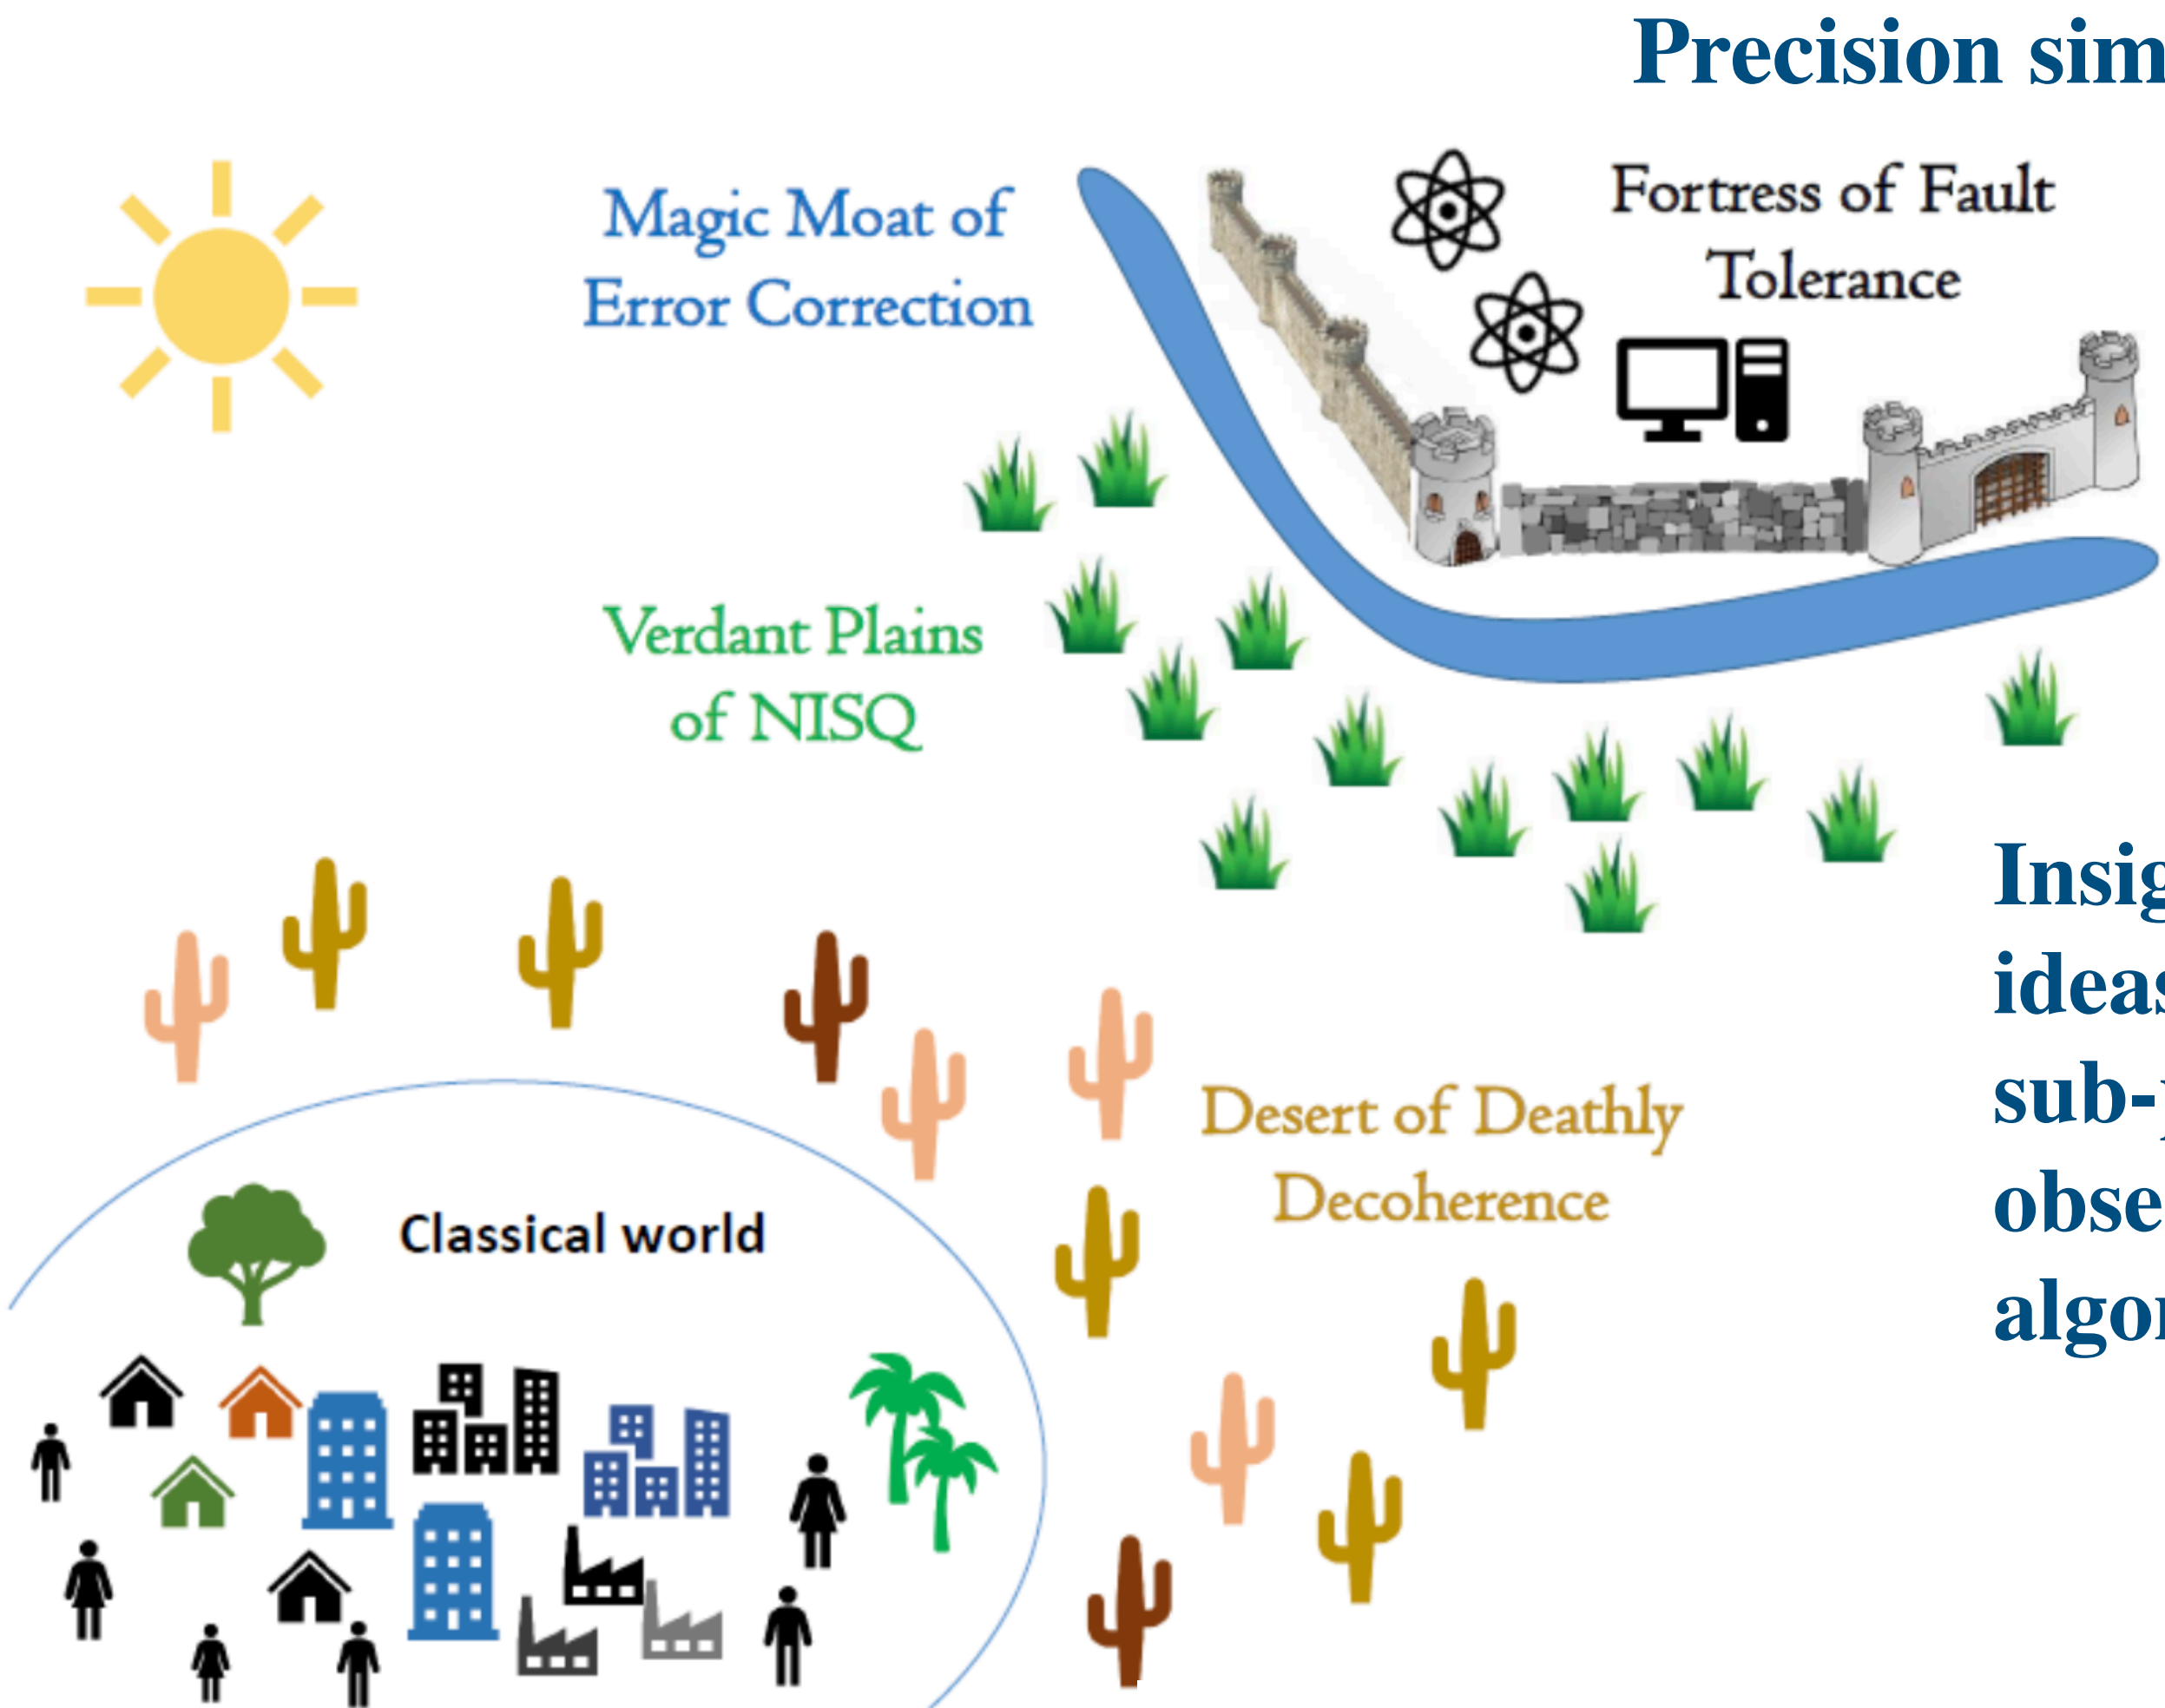 Precision sim
Magic Moat of
Error Correction
Fortress of Fault
Tolerance
Verdant Plains
of NISQ
Desert of Deathly
Decoherence
Classical world
Insig
ideas
sub-
obse
algor